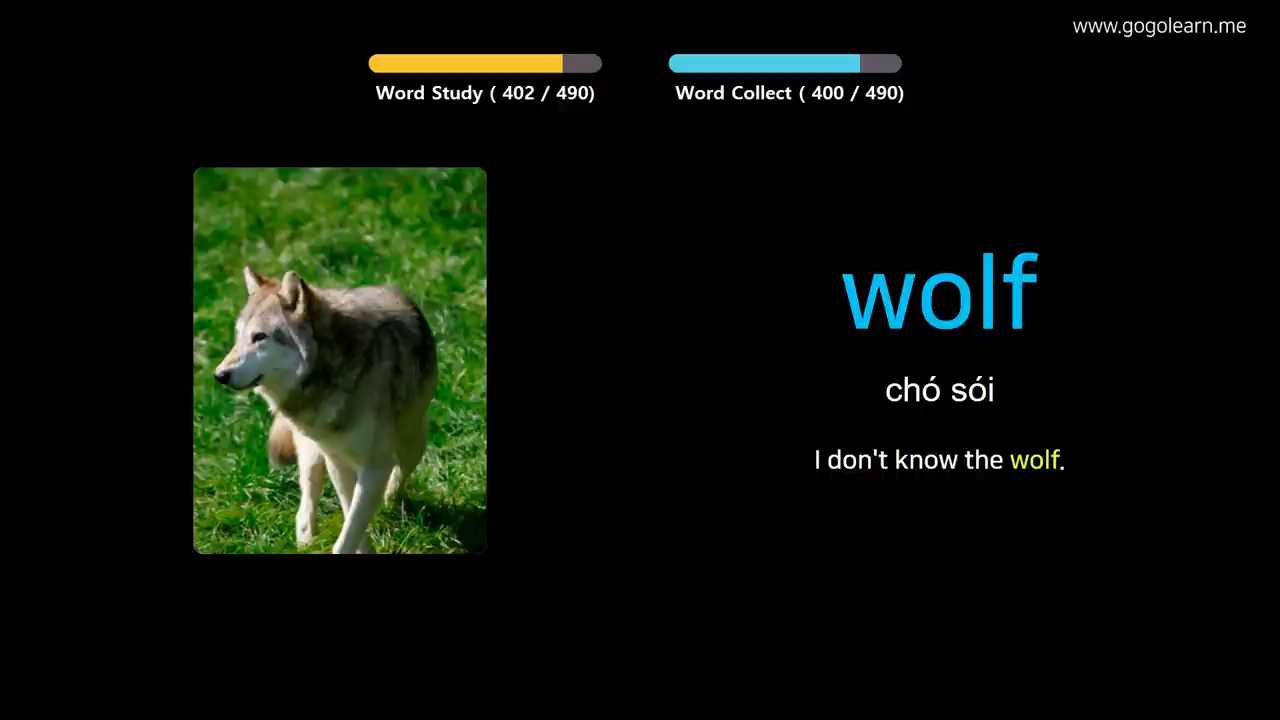 www.gogolearn.me
Word Study ( 402 / 490)
Word Collect ( 400 / 490)
wolf
chó sói
I don't know the wolf.